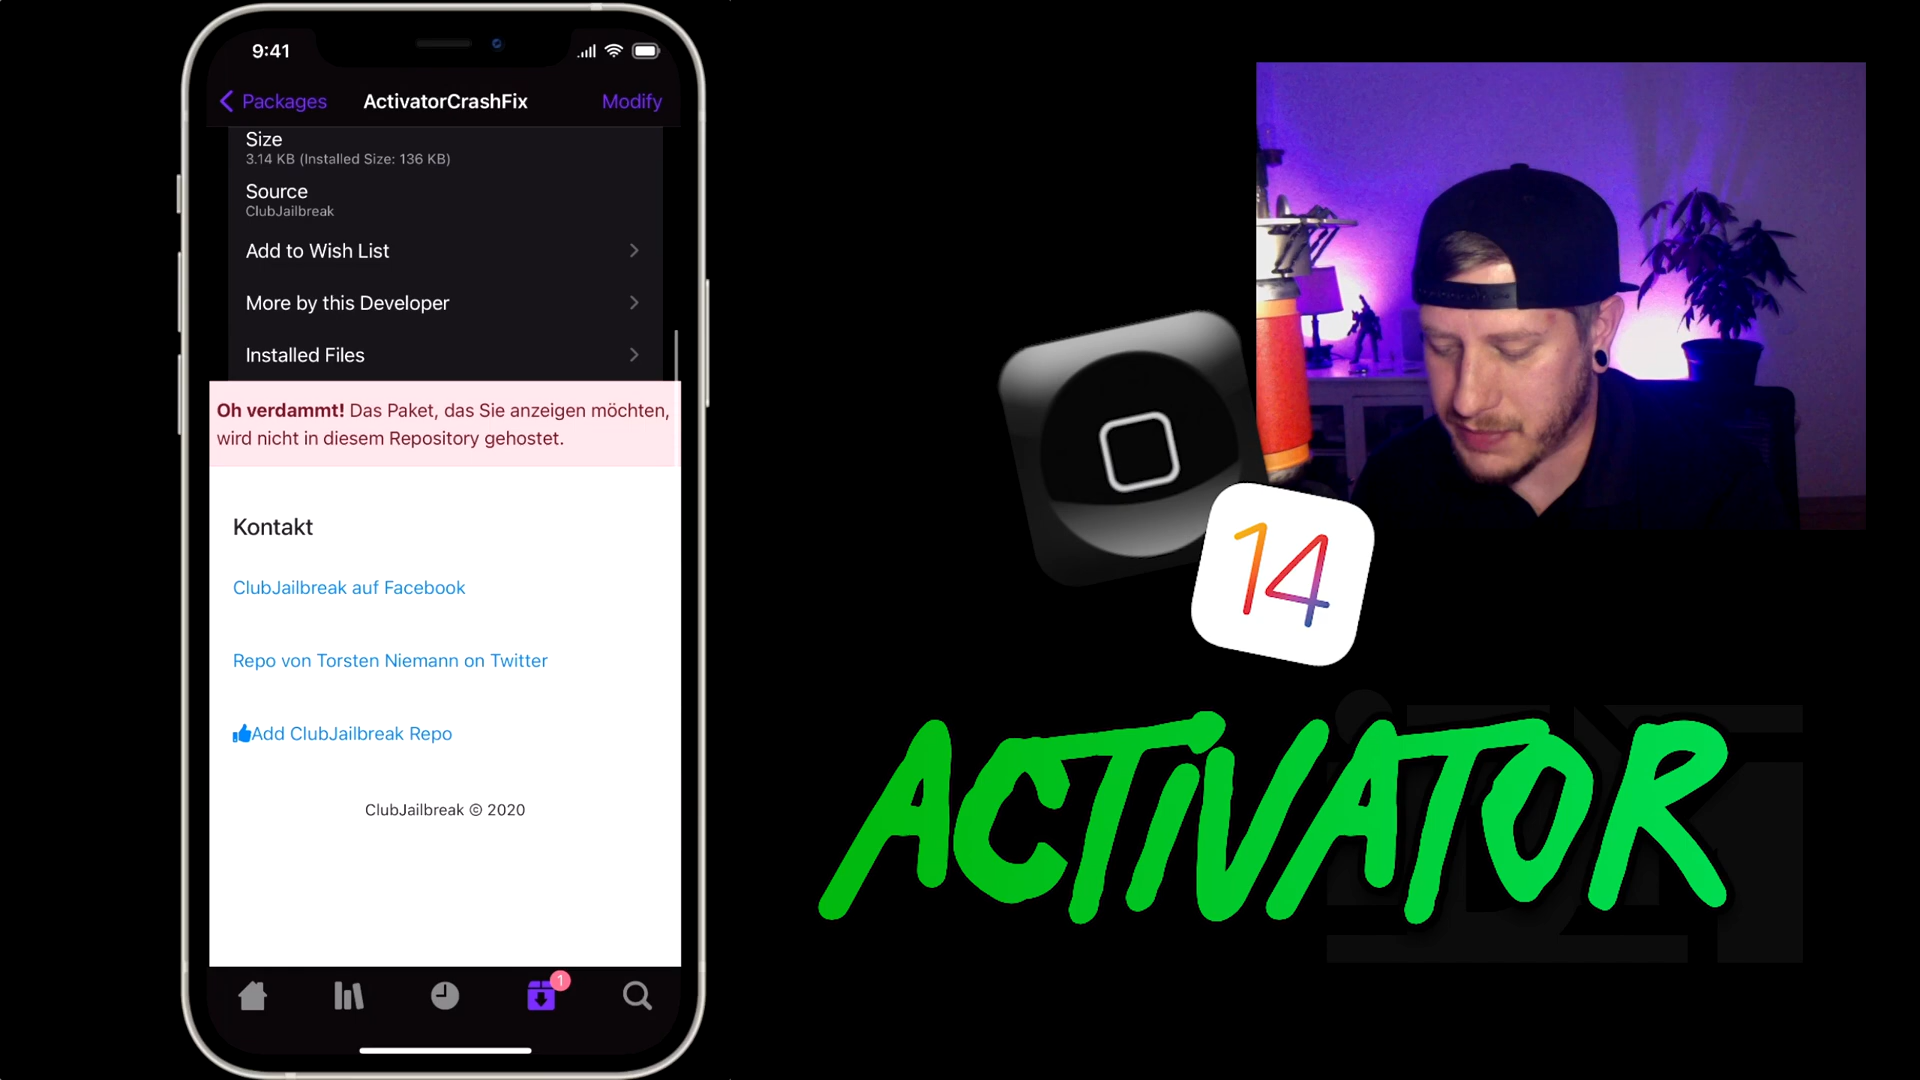 9:41
Packages
ActivatorCrashFix
Modify
Size
3.14 KB (Installed Size: 136 KB)
Source
ClubJailbreak
Add to Wish List
More by this Developer
Installed Files
Oh verdammt! Das Paket, das Sie anzeigen möchten,
wird nicht in diesem Repository gehostet.
Kontakt
ClubJailbreak auf Facebook
Repo von Torsten Niemann on Twitter
Add ClubJailbreak Repo
ClubJailbreak © 2020
1
14
ACTiVATOR